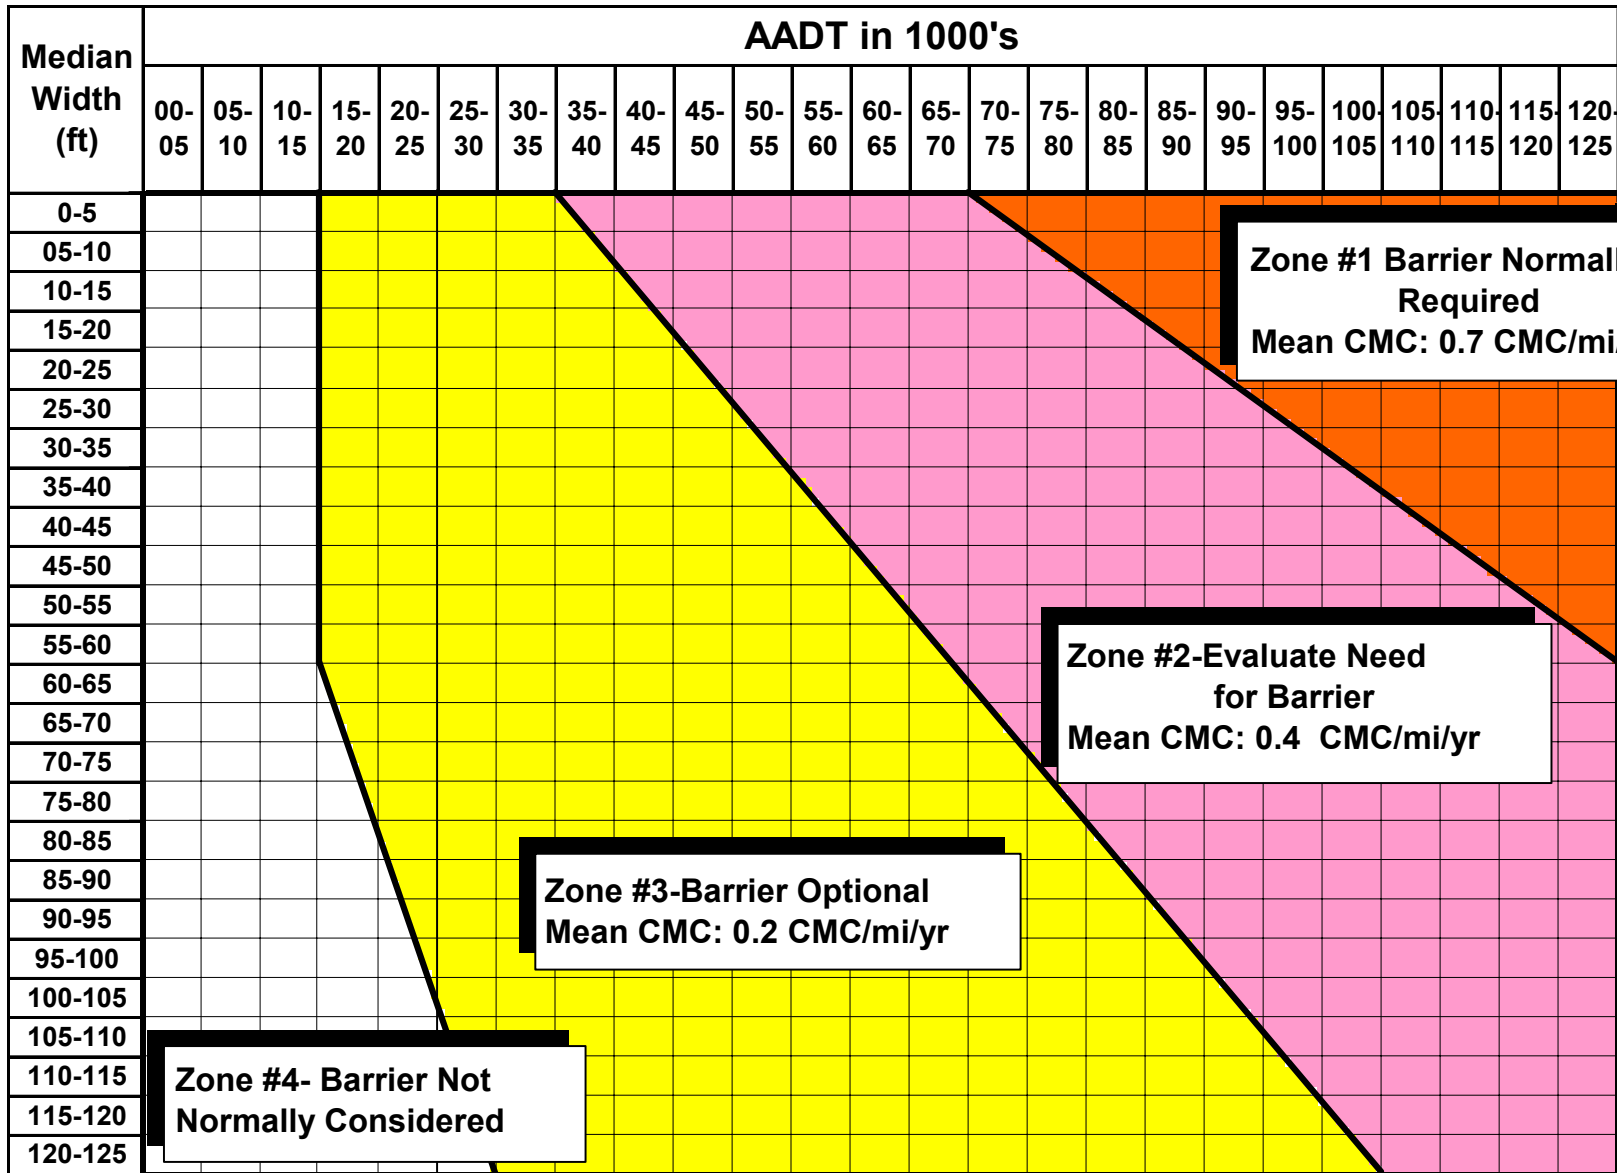 Median
Width
(ft)
AADT in 1000's
00- 05- 10- 15- 20- 25- 30- 35- 40- 45- 50- 55- 60- 65- 70- 75- 80- 85- 90- 95- 100- 105- 110- 115- 120-
05 10 15 20 25 30 35 40 45 50 55 60 65 70 75 80 85 90 95 100 105 110 115 120 125
0-5
05-10
10-15
15-20
20-25
25-30
30-35
35-40
40-45
45-50
50-55
55-60
60-65
65-70
70-75
75-80
80-85
85-90
90-95
95-100
100-105
105-110
110-115
115-120
120-125
Zone #1 Barrier
Required
Mean CMC: 0.7 CMC/mi/
Zone #2-Evaluate Need
for Barrier
Mean CMC: 0.4 CMC/mi/yr
Zone #3-Barrier Optional
Mean CMC: 0.2 CMC/mi/yr
Zone #4- Barrier Not
Normally Considered